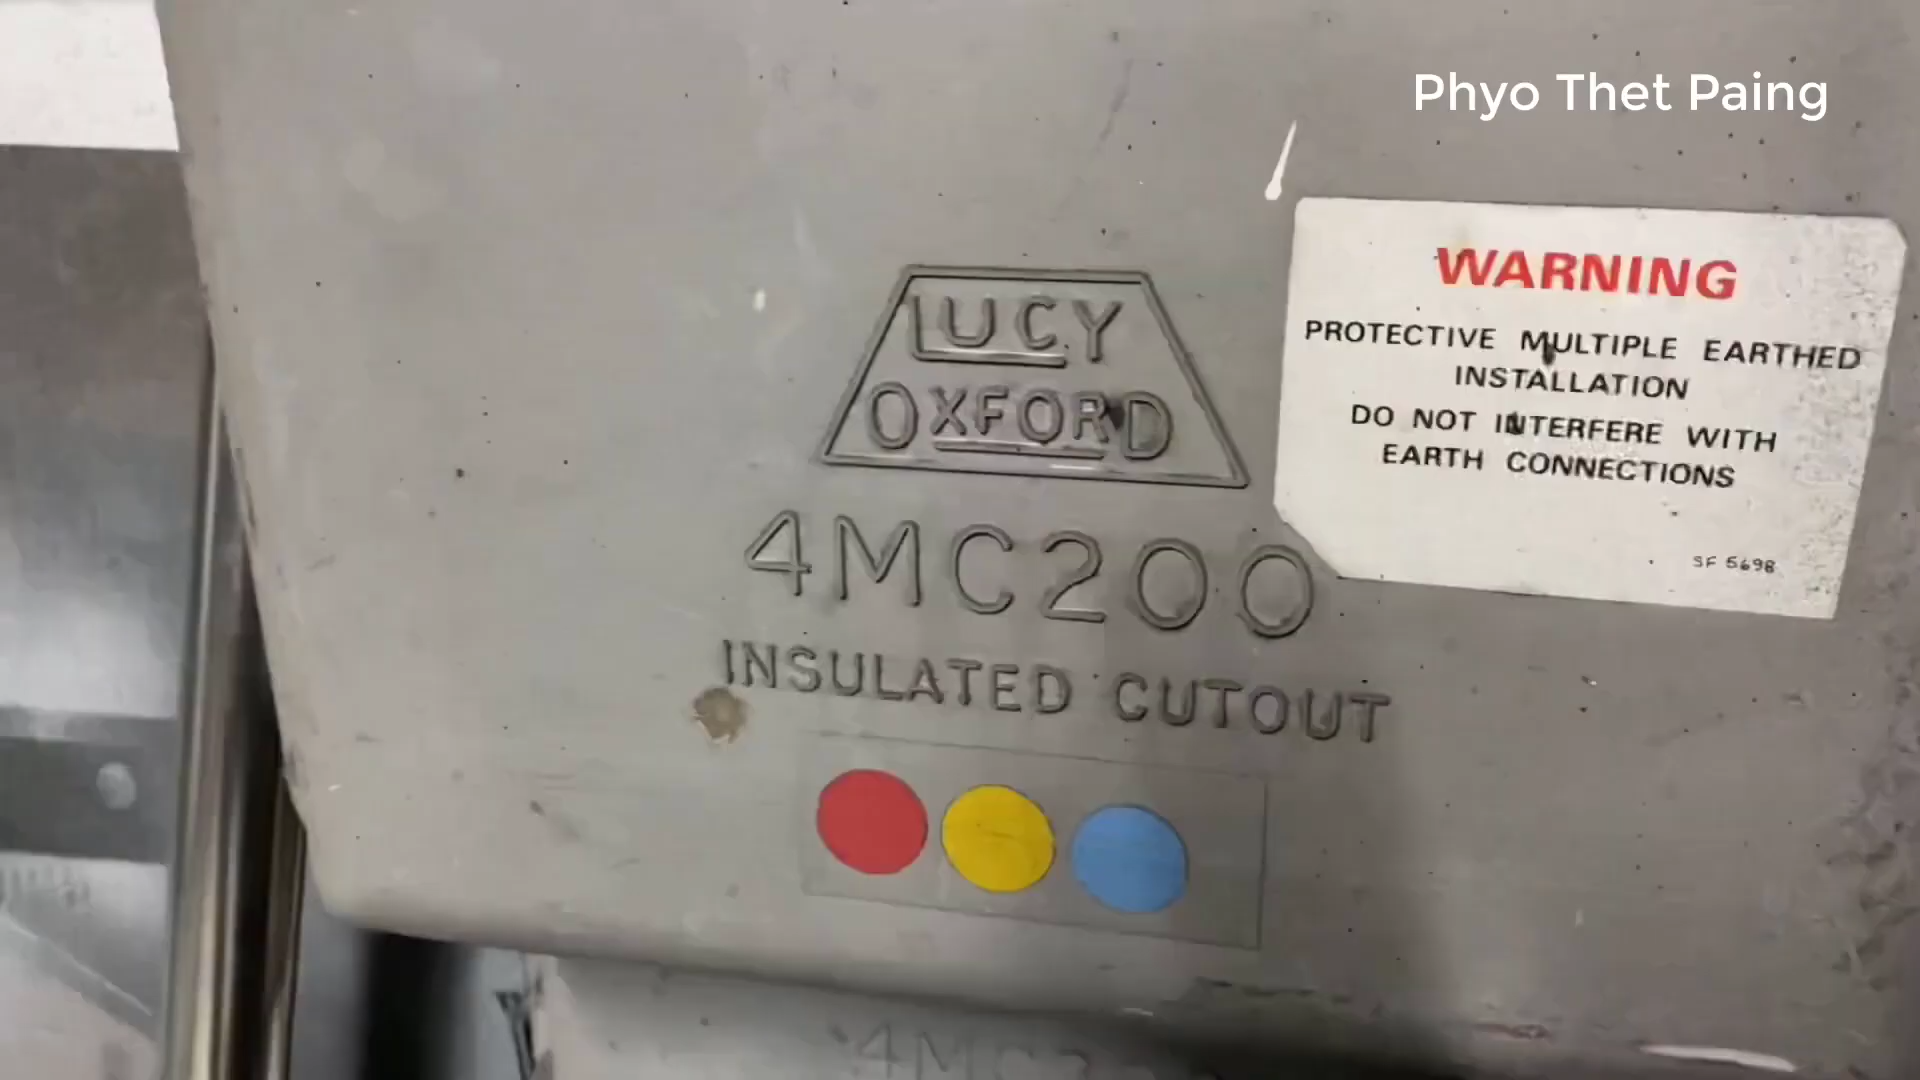 Phyo Thet Paing
WARNING
PROTECTIVE MULTIPLE EARTHED
INSTALLATION
DO NOT INTERFERE WITH
EARTH CONNECTIONS
SF 5698
LUCY
OXFORD
4MC200
INSULATED CUTOUT
4MC2